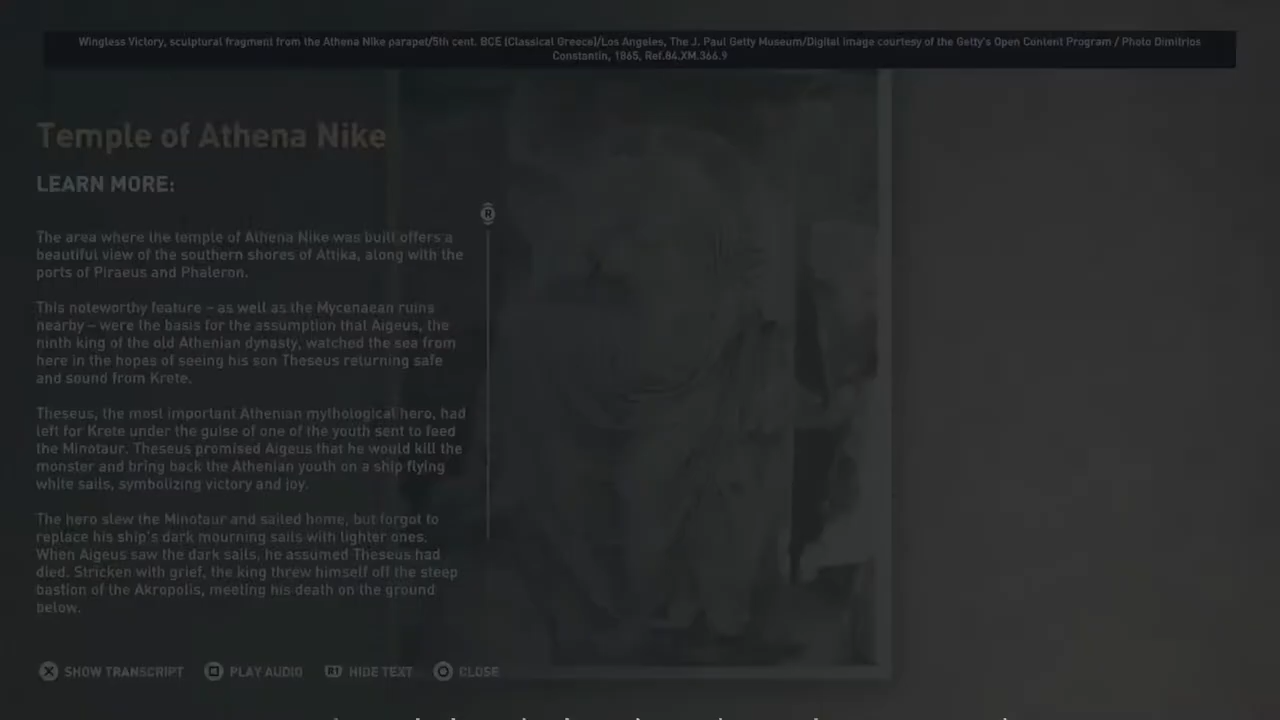 Wingless Victory, sculptural fragment from the Athena Nike parapet/5th cent. BCE (Classical Greece)/Los Angeles, The J. Paul Getty Museum/Digital image courtesy of the Getty's Open Content Program / Photo Dimitrios
Constantin, 1865, Ref.84.XM.366.9
Temple of Athena Nike
LEARN MORE:
R
The area where the temple of Athena Nike was built offers a
beautiful view of the southern shores of Attika, along with the
ports of Piraeus and Phaleron.
This noteworthy feature – as well as the Mycenaean ruins
nearby – were the basis for the assumption that Aigeus, the
ninth king of the old Athenian dynasty, watched the sea from
here in the hopes of seeing his son Theseus returning safe
and sound from Krete.
Theseus, the most important Athenian mythological hero, had
left for Krete under the guise of one of the youth sent to feed
the Minotaur. Theseus promised Aigeus that he would kill the
monster and bring back the Athenian youth on a ship flying
white sails, symbolizing victory and joy.
The hero slew the Minotaur and sailed home, but forgot to
replace his ship's dark mourning sails with lighter ones.
When Aigeus saw the dark sails, he assumed Theseus had
died. Stricken with grief, the king threw himself off the steep
bastion of the Akropolis, meeting his death on the ground
below.
SHOW TRANSCRIPT PLAY AUDIO R1 HIDE TEXT CLOSE